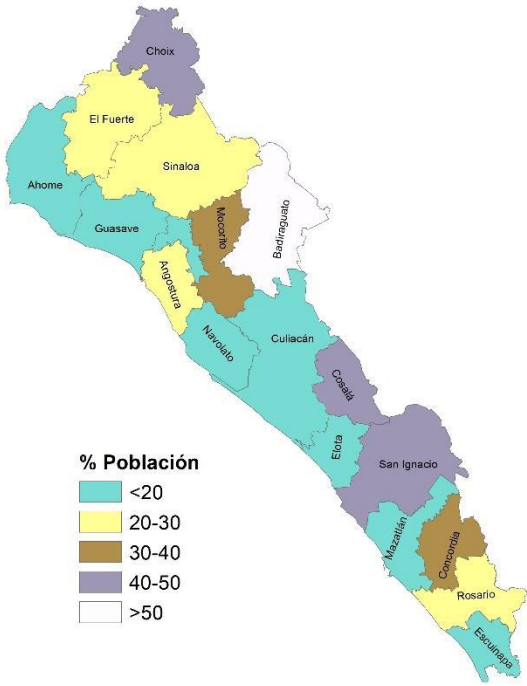 Choix
El Fuerte
Sinaloa
Ahome
Guasave
Mocorito
Badiraguato
Angostura
Navolato
Culiacán
Cosalá
Elota
San Ignacio
Mazatlán
Concordia
Rosario
Escuinapa
% Población
<20
20-30
30-40
40-50
>50